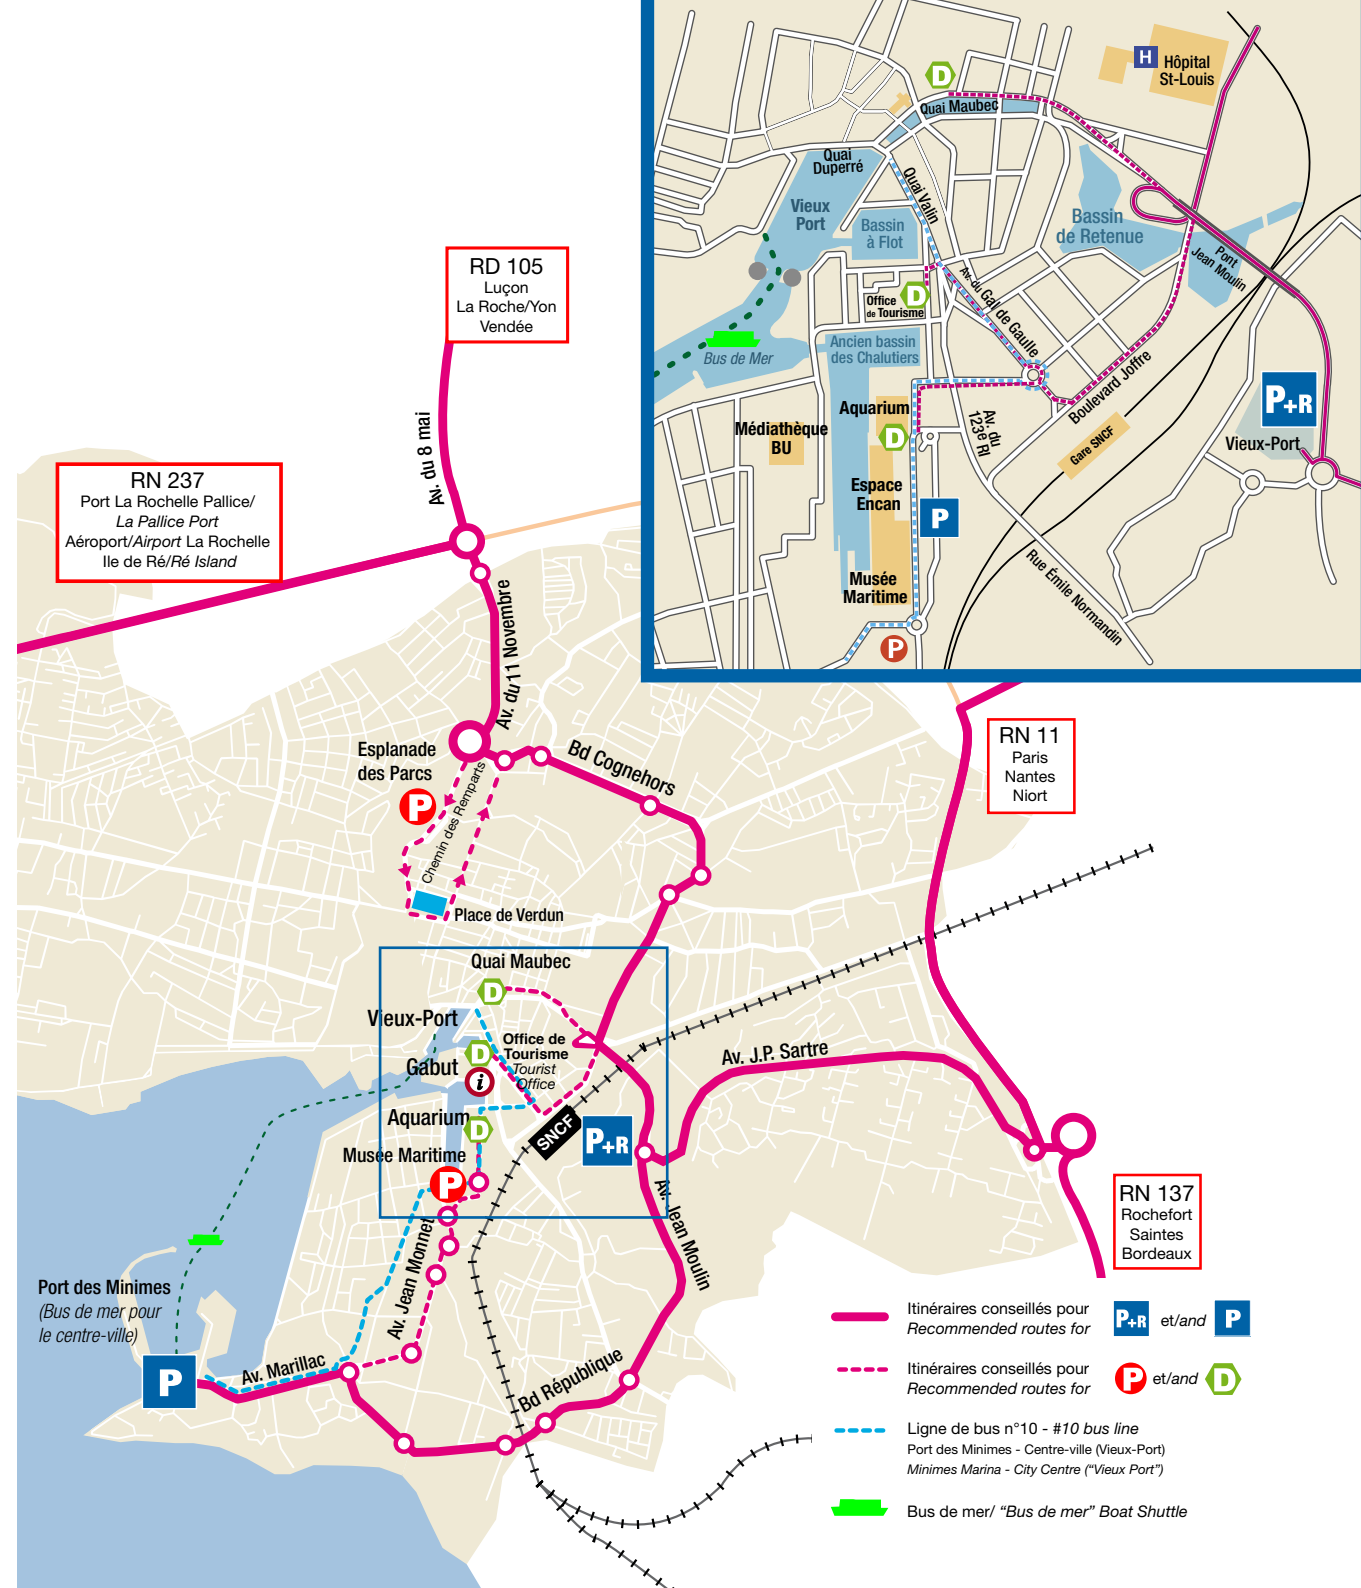 D
H
Hôpital
St-Louis
Quai Maubec
Quai
Duperré
Quai Valin
Vieux
Port
Bassin
à Flot
Bassin
de Retenue
Pont
Jean Moulin
Av. du Gal de Gaulle
Office
de Tourisme
D
Bus de Mer
Ancien bassin
des Chalutiers
Boulevard Joffre
P+R
Vieux-Port
Aquarium
D
Médiathèque
BU
Av. du
123e RI
Gare SNCF
Espace
Encan
P
Musée
Maritime
Rue Émile Normandin
P
RD 105
Luçon
La Roche/Yon
Vendée
Av. du 8 mai
RN 237
Port La Rochelle Pallice/
La Pallice Port
Aéroport/Airport La Rochelle
Ile de Ré/Ré Island
Av. du 11 Novembre
RN 11
Paris
Nantes
Niort
Esplanade
des Parcs
P
Chemin des Remparts
Bd Cognehors
Place de Verdun
Quai Maubec
D
Vieux-Port
Office de
Tourisme
Tourist
Office
D
Gabut
i
Av. J.P. Sartre
Aquarium
D
SNCF
P+R
Musée Maritime
P
Av. Jean Moulin
Av. Jean Monnet
RN 137
Rochefort
Saintes
Bordeaux
Port des Minimes
(Bus de mer pour
le centre-ville)
P
Av. Marillac
Bd République
Itinéraires conseillés pour
Recommended routes for
P+R et/and P
Itinéraires conseillés pour
Recommended routes for
P et/and D
Ligne de bus n°10 - #10 bus line
Port des Minimes - Centre-ville (Vieux-Port)
Minimes Marina - City Centre (“Vieux Port”)
Bus de mer/ “Bus de mer” Boat Shuttle